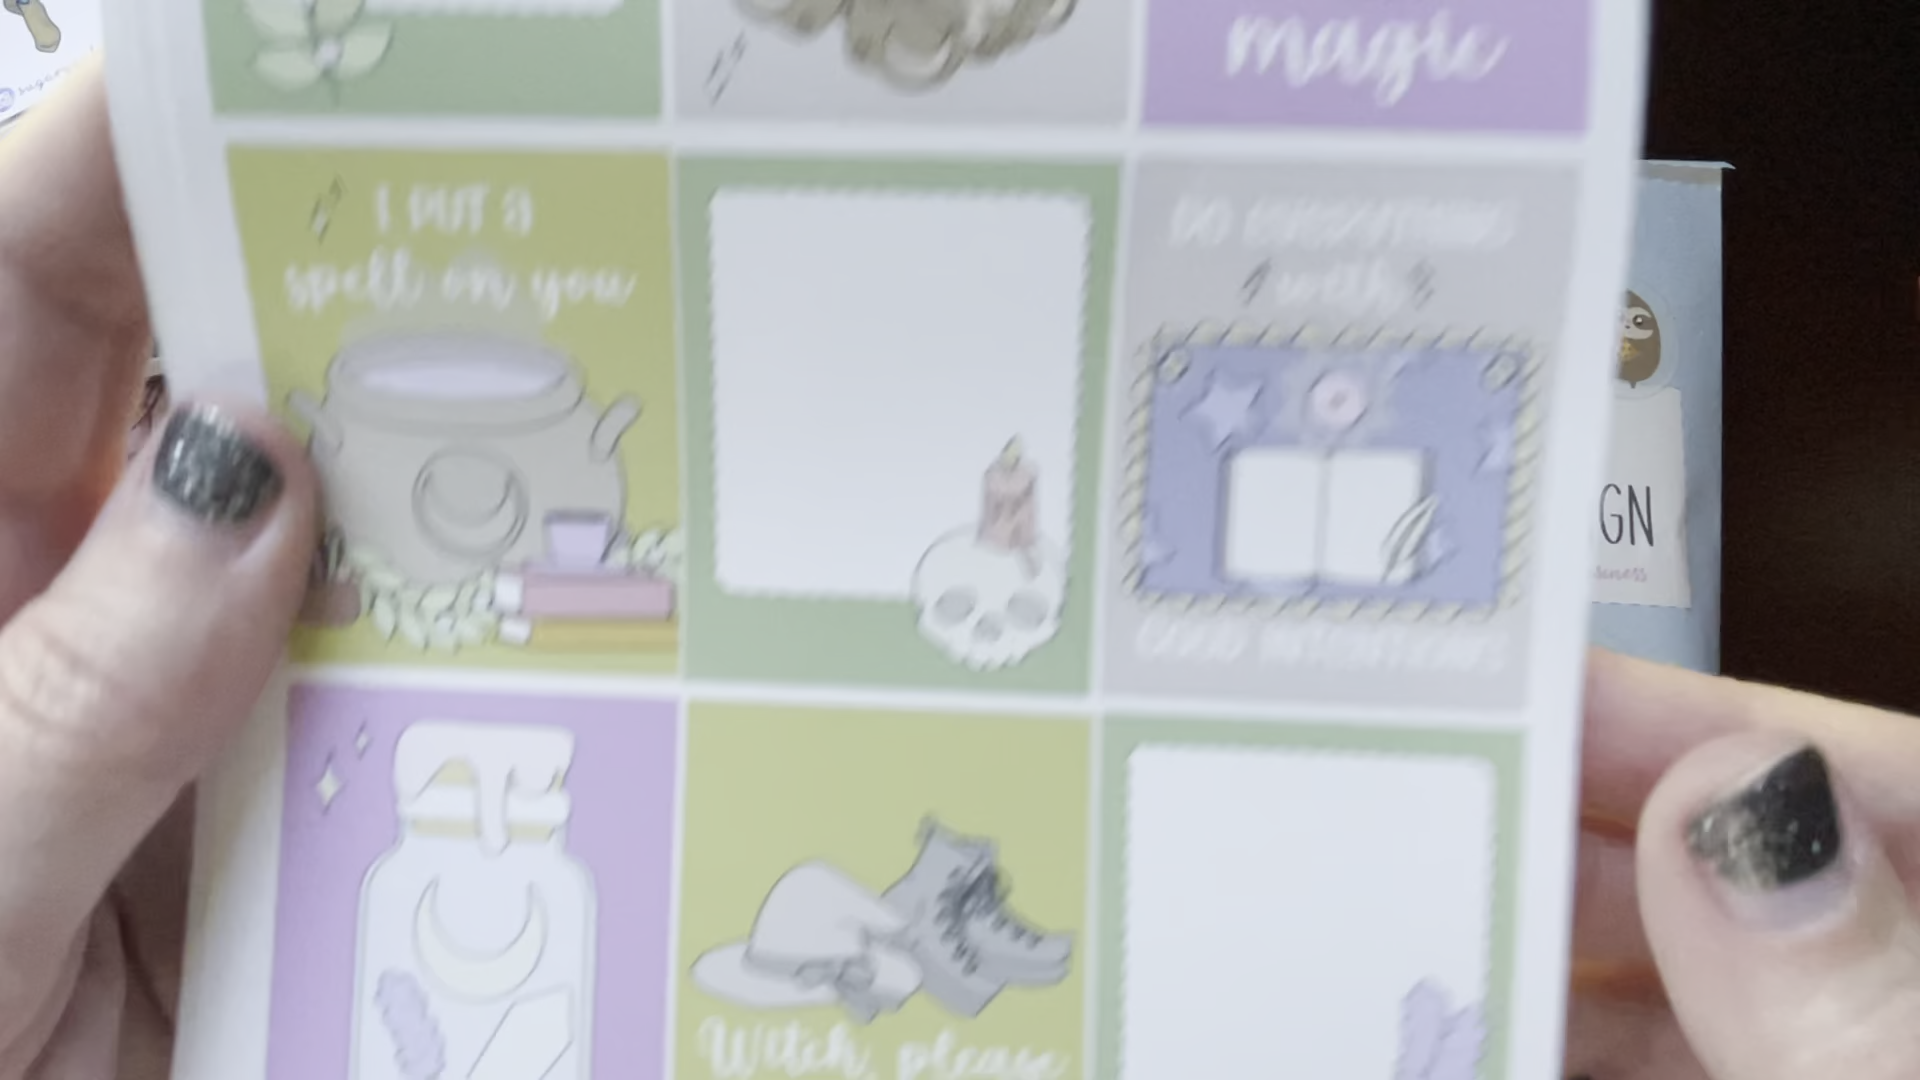 magic
I PUT A
spell on you
DO EVERYTHING
with
GOOD INTENTIONS
GN
Witch, please